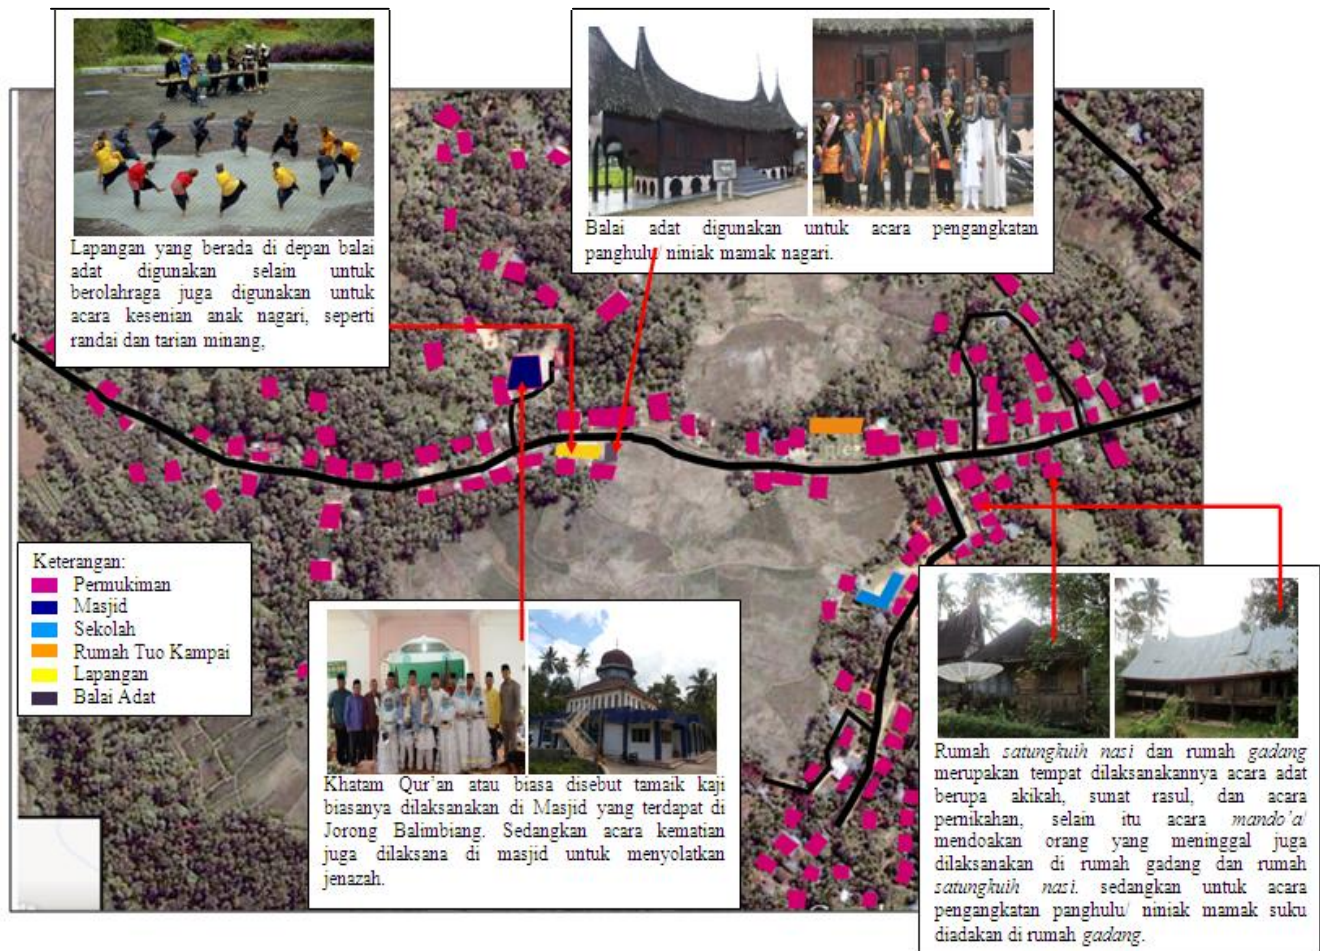 Lapangan yang berada di depan balai
adat digunakan selain untuk
berolahraga juga digunakan untuk
acara kesenian anak nagari, seperti
randai dan tarian minang,
Balai adat digunakan untuk acara pengangkatan
panghulu/ niniak mamak nagari.
Keterangan:
Permukiman
Masjid
Sekolah
Rumah Tuo Kampai
Lapangan
Balai Adat
Khatam Qur'an atau biasa disebut tamaik kaji
biasanya dilaksanakan di Masjid yang terdapat di
Jorong Balimbiang. Sedangkan acara kematian
juga dilaksana di masjid untuk menyolatkan
jenazah.
Rumah satungkuih nasi dan rumah gadang
merupakan tempat dilaksanakannya acara adat
berupa akikah, sunat rasul, dan acara
pernikahan, selain itu acara mando'a/
mendoakan orang yang meninggal juga
dilaksanakan di rumah gadang dan rumah
satungkuih nasi. sedangkan untuk acara
pengangkatan panghulu/ niniak mamak suku
diadakan di rumah gadang.